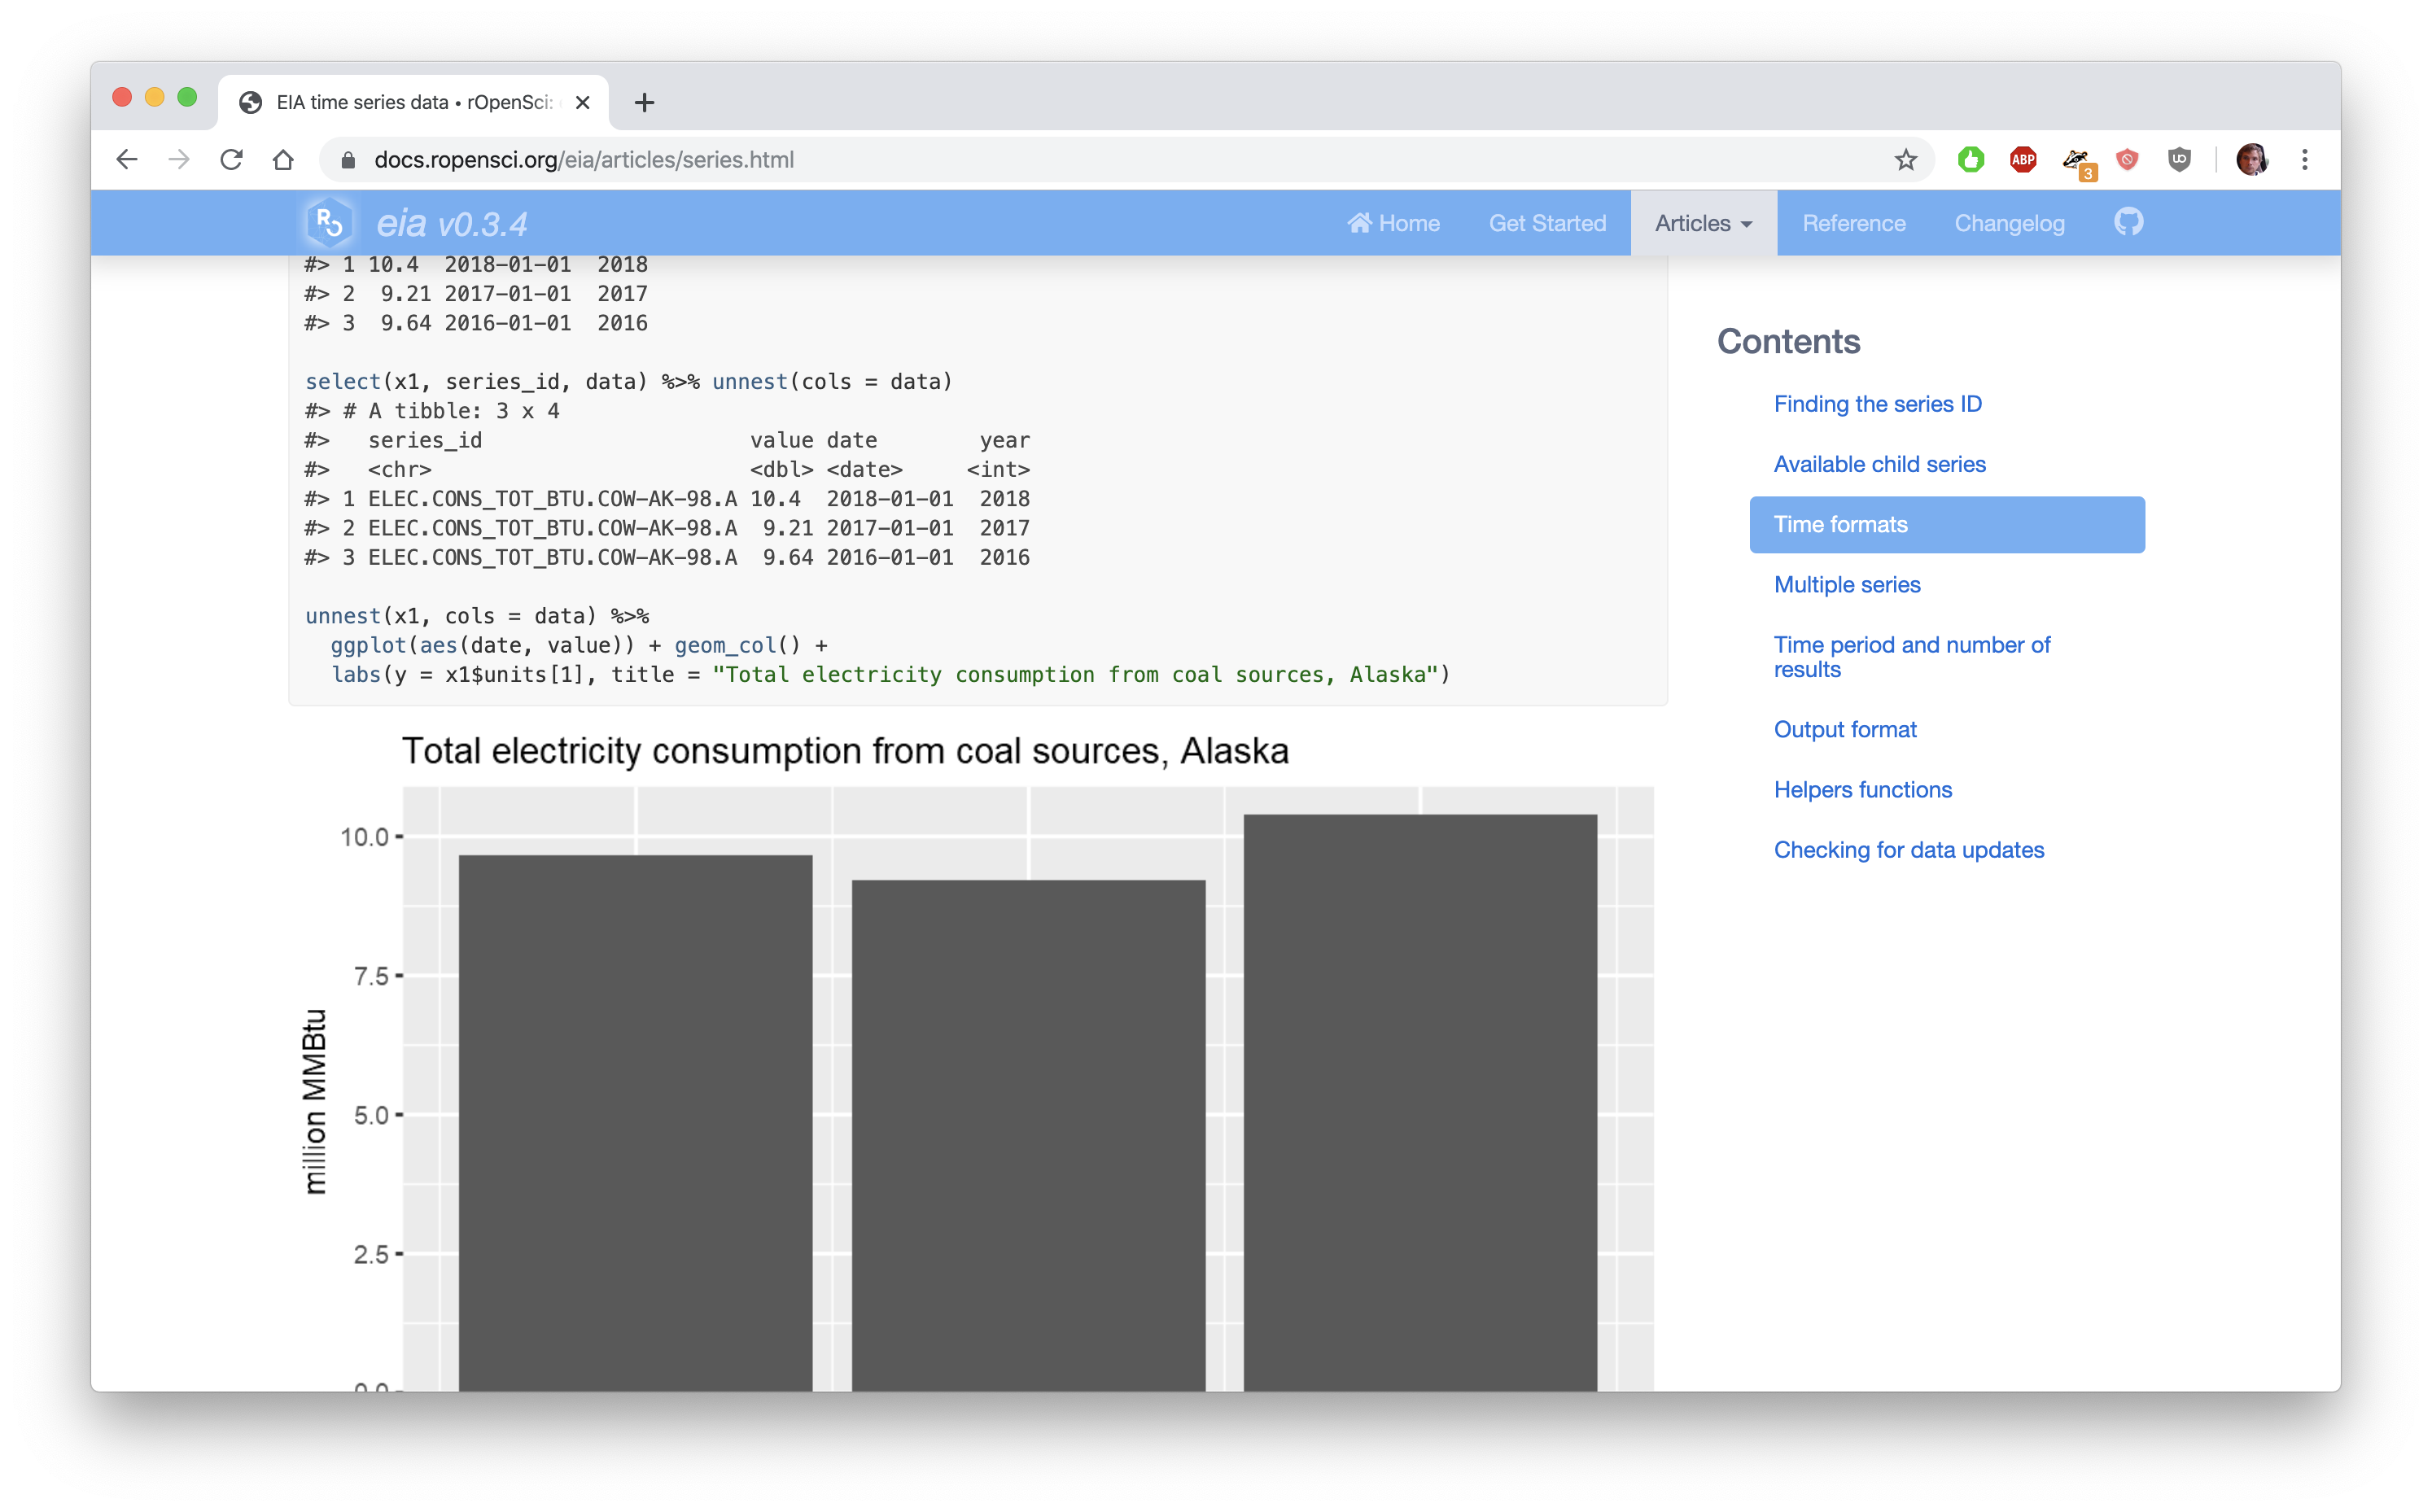 EIA time series data • rOpenSci:
docs.ropensci.org/eia/articles/series.html
ABP
3
RO
eia v0.3.4
Home
Get Started
Articles
Reference
Changelog
#> 1 10.4  2018-01-01  2018
#> 2  9.21 2017-01-01  2017
#> 3  9.64 2016-01-01  2016
select(x1, series_id, data) %>% unnest(cols = data)
#> # A tibble: 3 x 4
#>   series_id                     value date        year
#>   <chr>                         <dbl> <date>     <int>
#> 1 ELEC.CONS_TOT_BTU.COW-AK-98.A 10.4  2018-01-01  2018
#> 2 ELEC.CONS_TOT_BTU.COW-AK-98.A  9.21 2017-01-01  2017
#> 3 ELEC.CONS_TOT_BTU.COW-AK-98.A  9.64 2016-01-01  2016
unnest(x1, cols = data) %>%
  ggplot(aes(date, value)) + geom_col() +
  labs(y = x1$units[1], title = "Total electricity consumption from coal sources, Alaska")
Total electricity consumption from coal sources, Alaska
10.0
7.5
5.0
2.5
0.0
million MMBtu
Contents
Finding the series ID
Available child series
Time formats
Multiple series
Time period and number of
results
Output format
Helpers functions
Checking for data updates